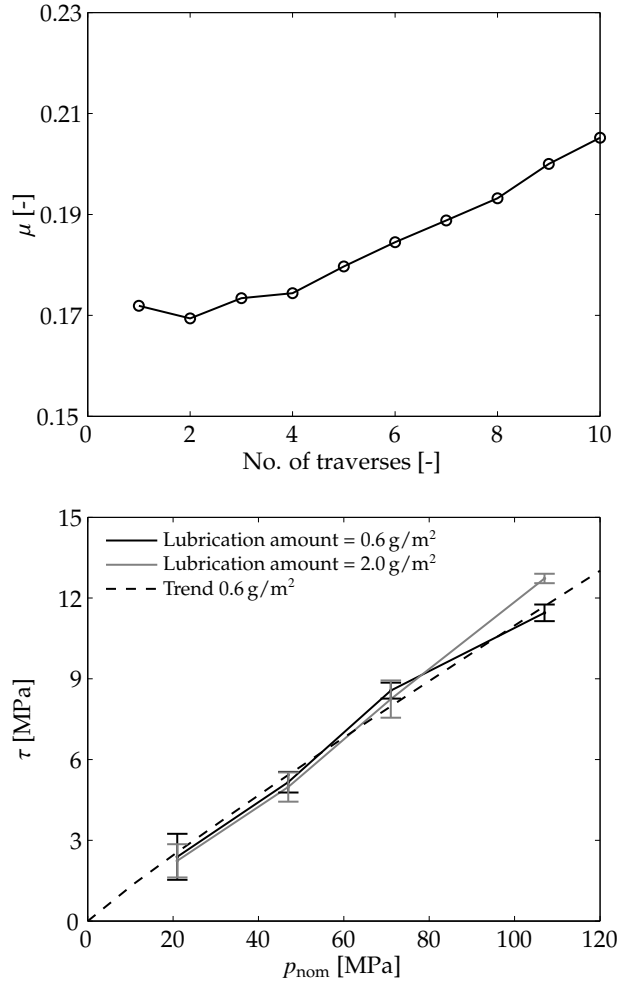 0.23
0.21
0.19
0.17
0.15
μ [-]
0 2 4 6 8 10
No. of traverses [-]
15
12
9
6
3
0
τ [MPa]
Lubrication amount = 0.6 g/m²
Lubrication amount = 2.0 g/m²
Trend 0.6 g/m²
0 20 40 60 80 100 120
pnom [MPa]